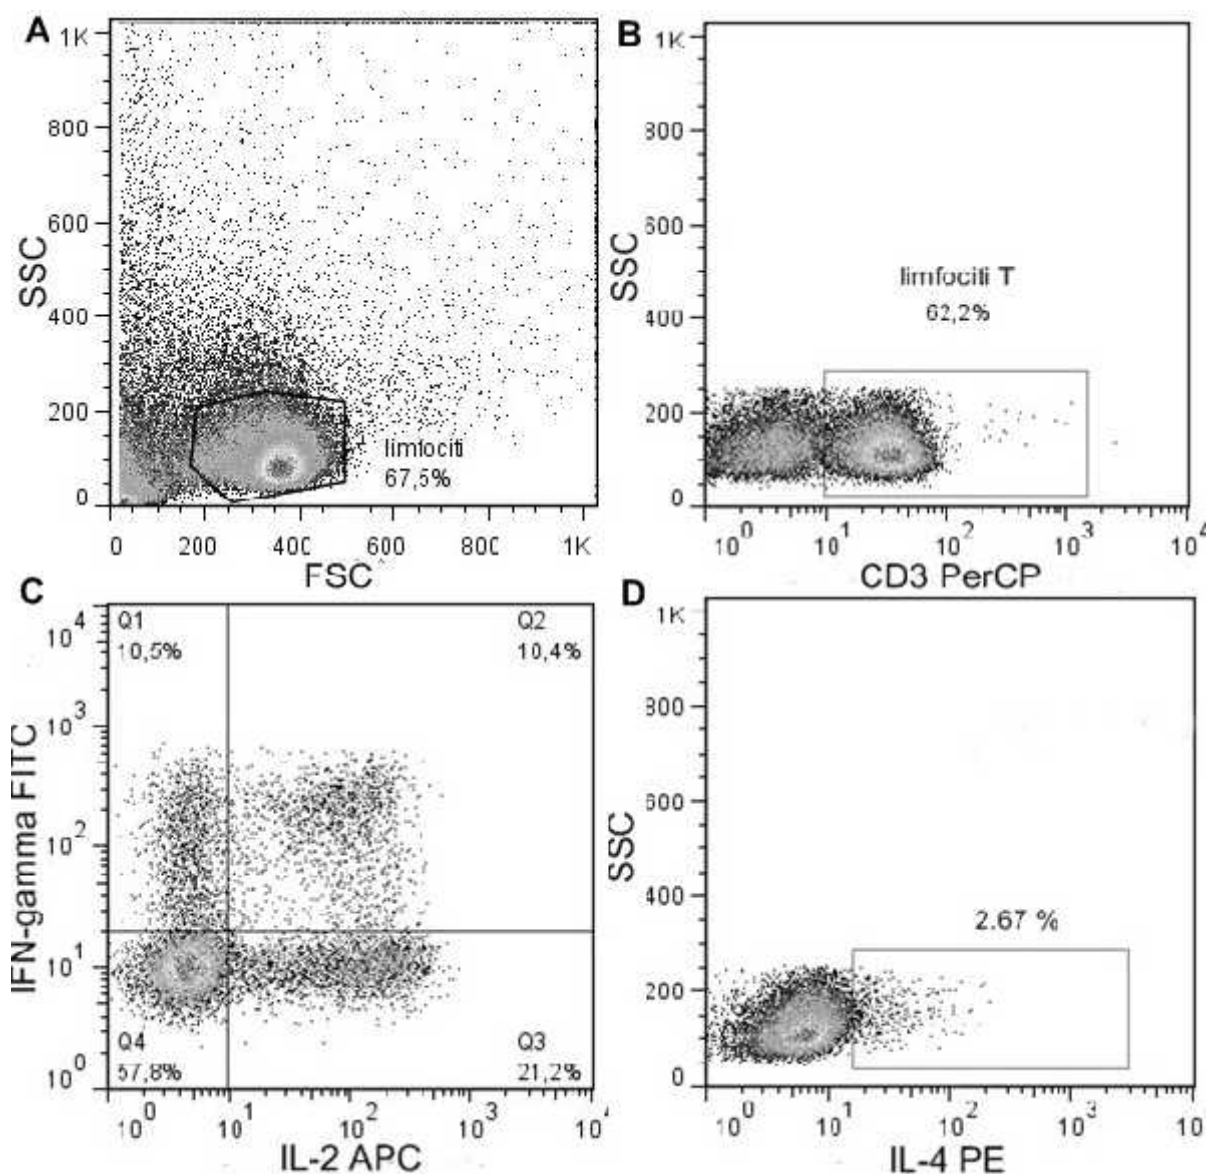 A
1K
800
600
400
200
0
SSC
limfociti
67,5%
0 200 400 600 800 1K
FSC
B
1K
800
600
400
200
0
SSC
limfociti T
62,2%
10^0 10^1 10^2 10^3 10^4
CD3 PerCP
C
10^4
10^3
10^2
10^1
10^0
IFN-gamma FITC
Q1
10,5%
Q2
10,4%
Q4
57,8%
Q3
21,2%
10^0 10^1 10^2 10^3 10^4
IL-2 APC
D
1K
800
600
400
200
0
SSC
2.67 %
10^0 10^1 10^2 10^3 10
IL-4 PE